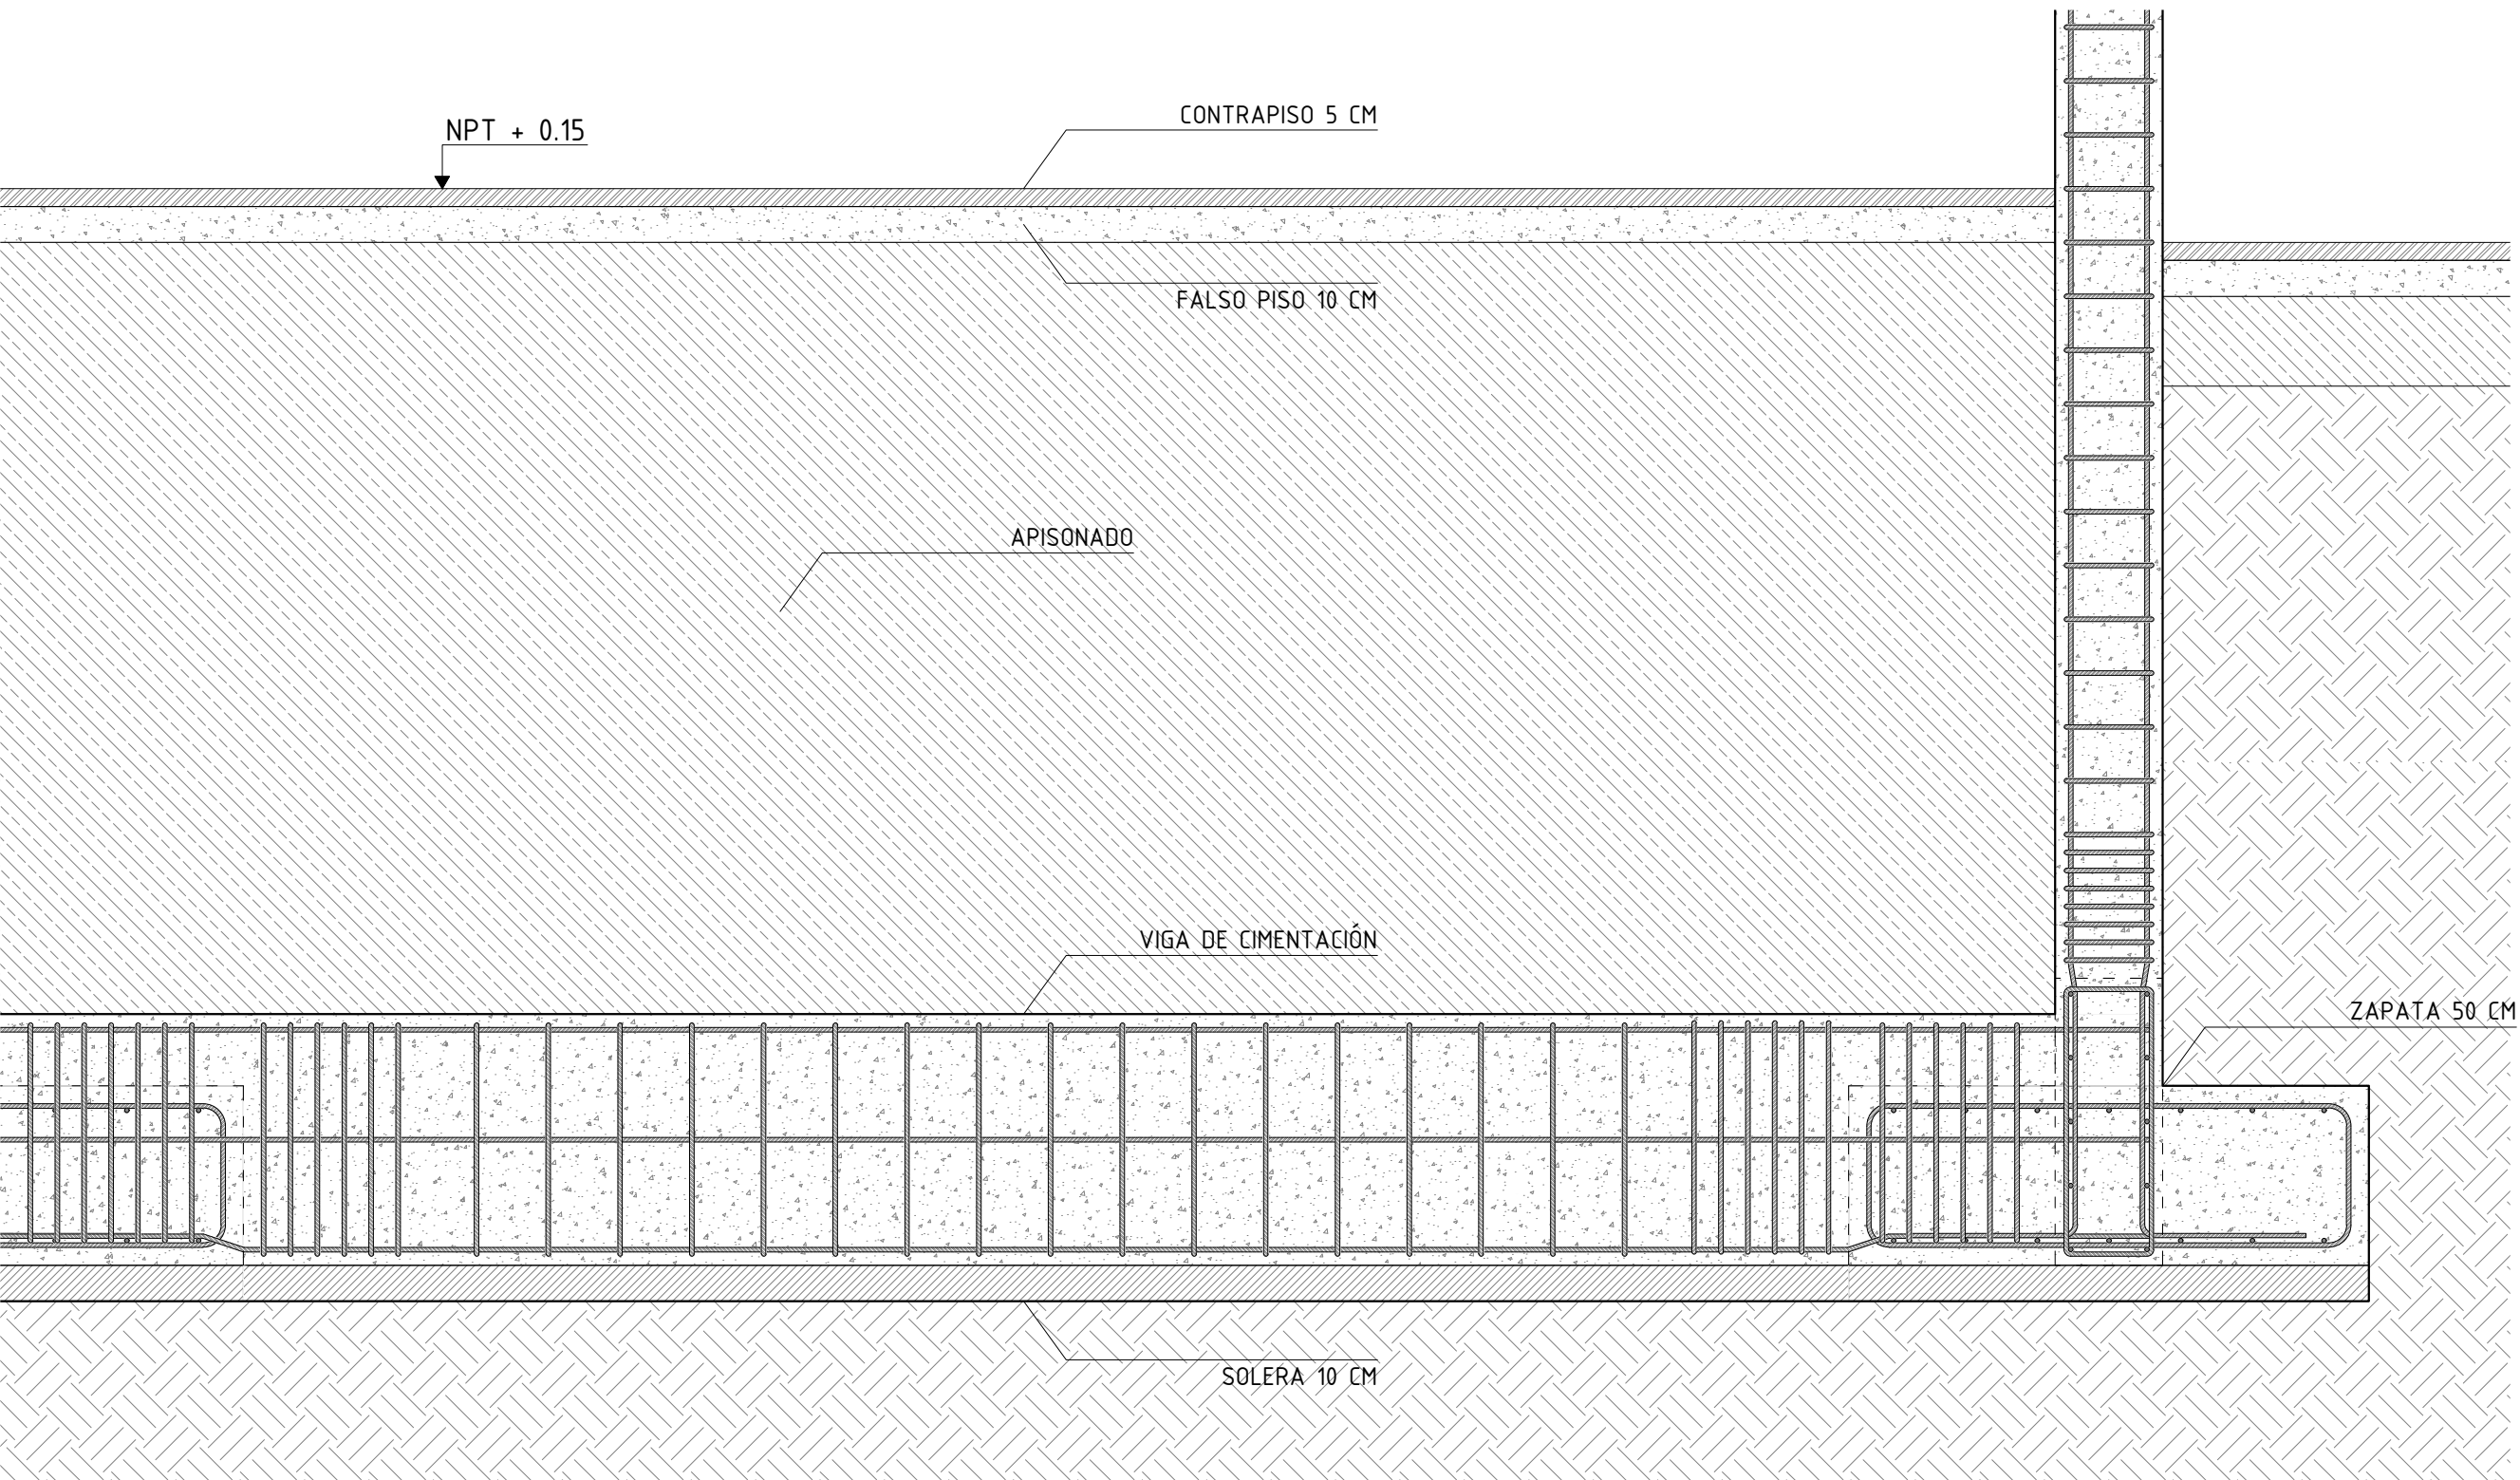 CONTRAPISO 5 CM
NPT + 0.15
FALSO PISO 10 CM
APISONADO
VIGA DE CIMENTACIÓN
ZAPATA 50 CM
SOLERA 10 CM